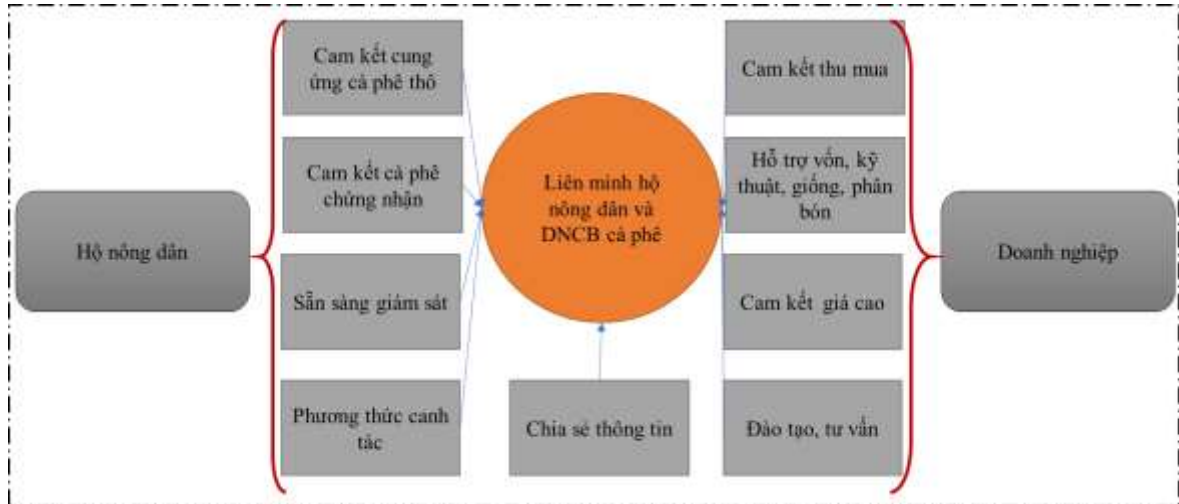 Hộ nông dân
Cam kết cung
ứng cà phê thô
Cam kết cà phê
chứng nhận
Sẵn sàng giám sát
Phương thức canh
tác
Liên minh hộ
nông dân và
DNCB cà phê
Chia sẻ thông tin
Cam kết thu mua
Hỗ trợ vốn, kỹ
thuật, giống, phân
bón
Cam kết giá cao
Đào tạo, tư vấn
Doanh nghiệp